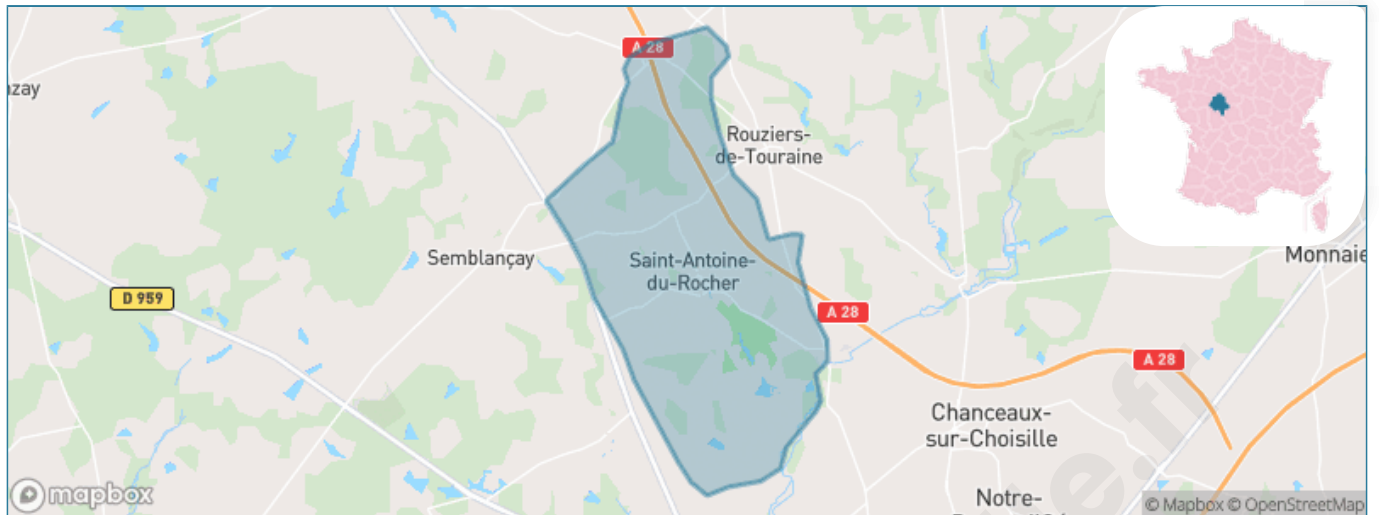 A 28
zay
Rouziers-
de-Touraine
Semblançay
Saint-Antoine-
du-Rocher
Monnaie
D 959
A 28
A 28
Chanceaux-
sur-Choisille
Notre-
mapbox
© Mapbox © OpenStreetMap